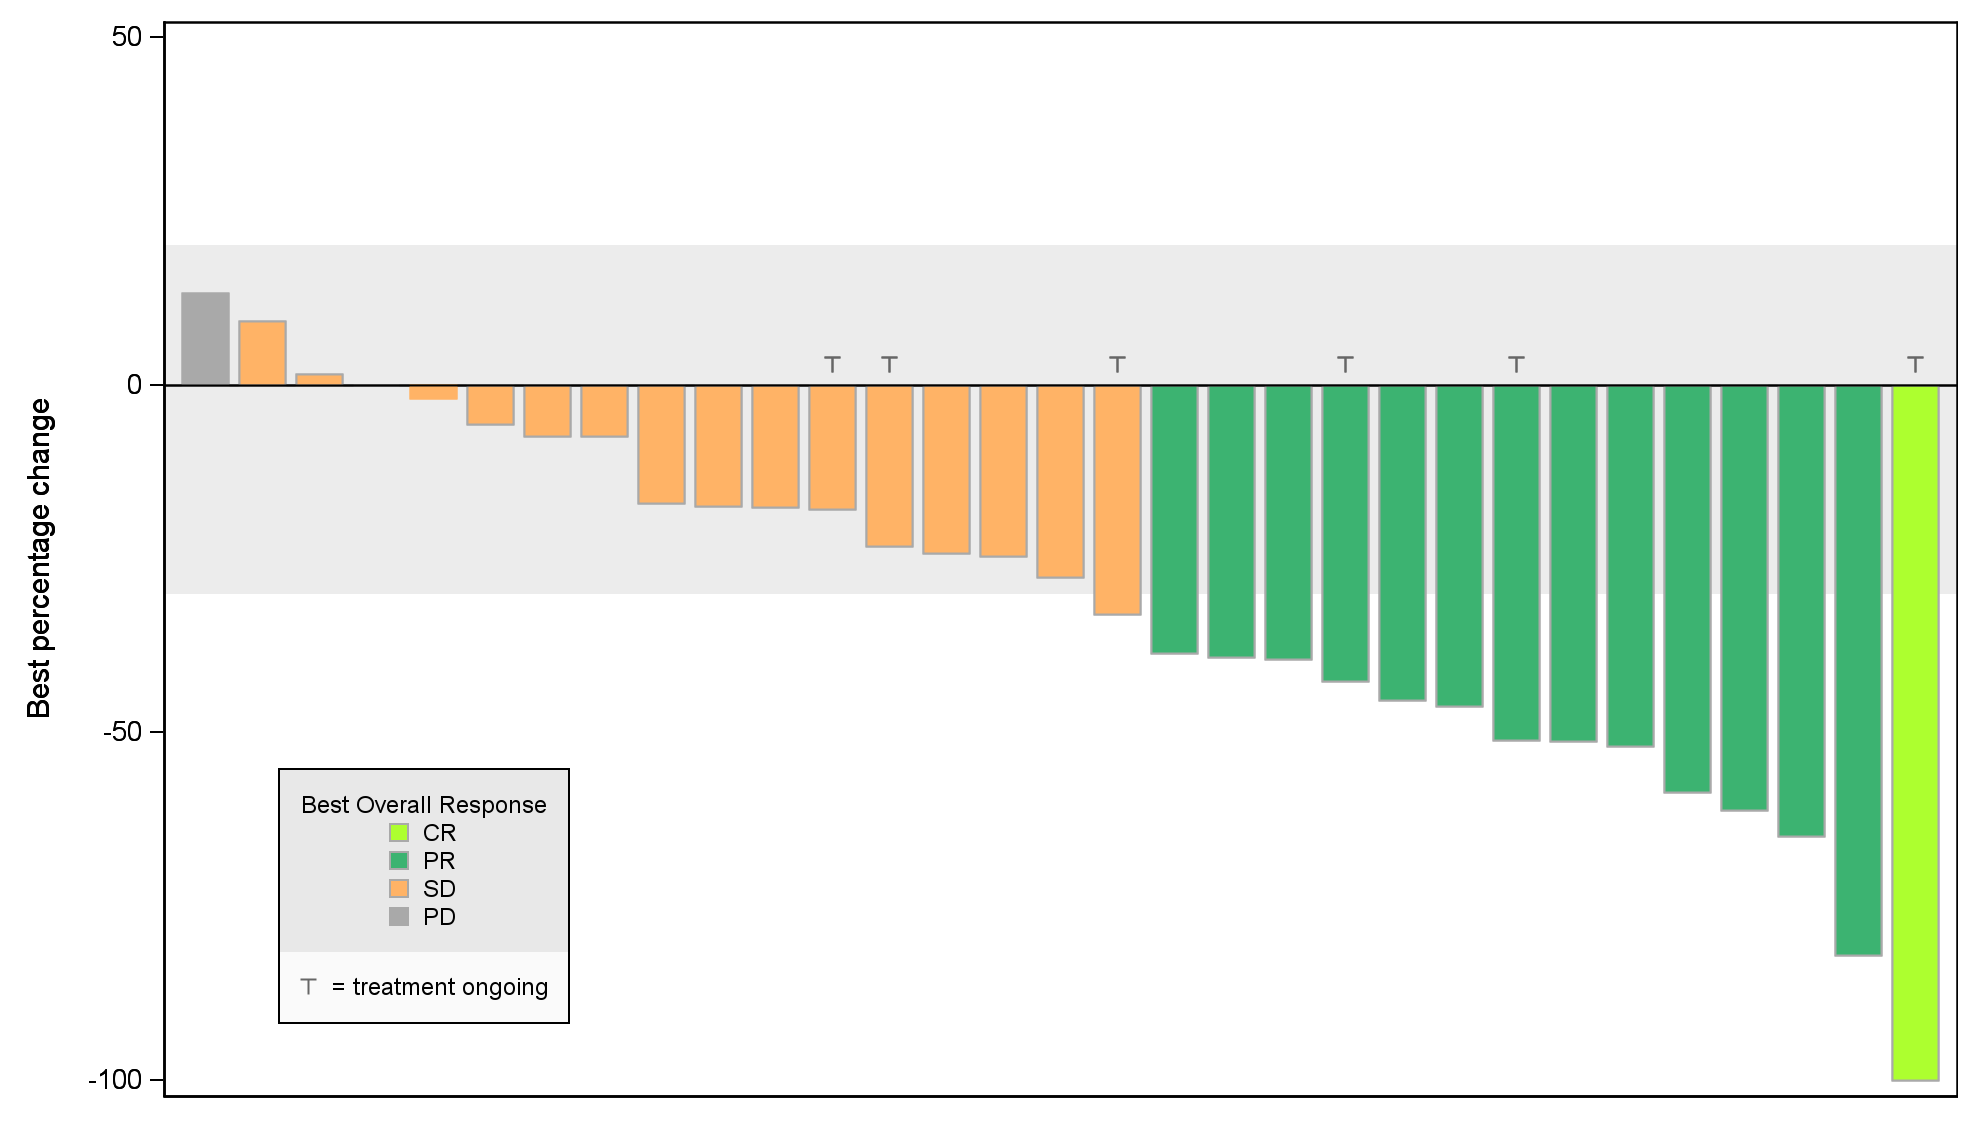 50
0
-50
-100
Best percentage change
T T T T T T
Best Overall Response
CR
PR
SD
PD
T = treatment ongoing